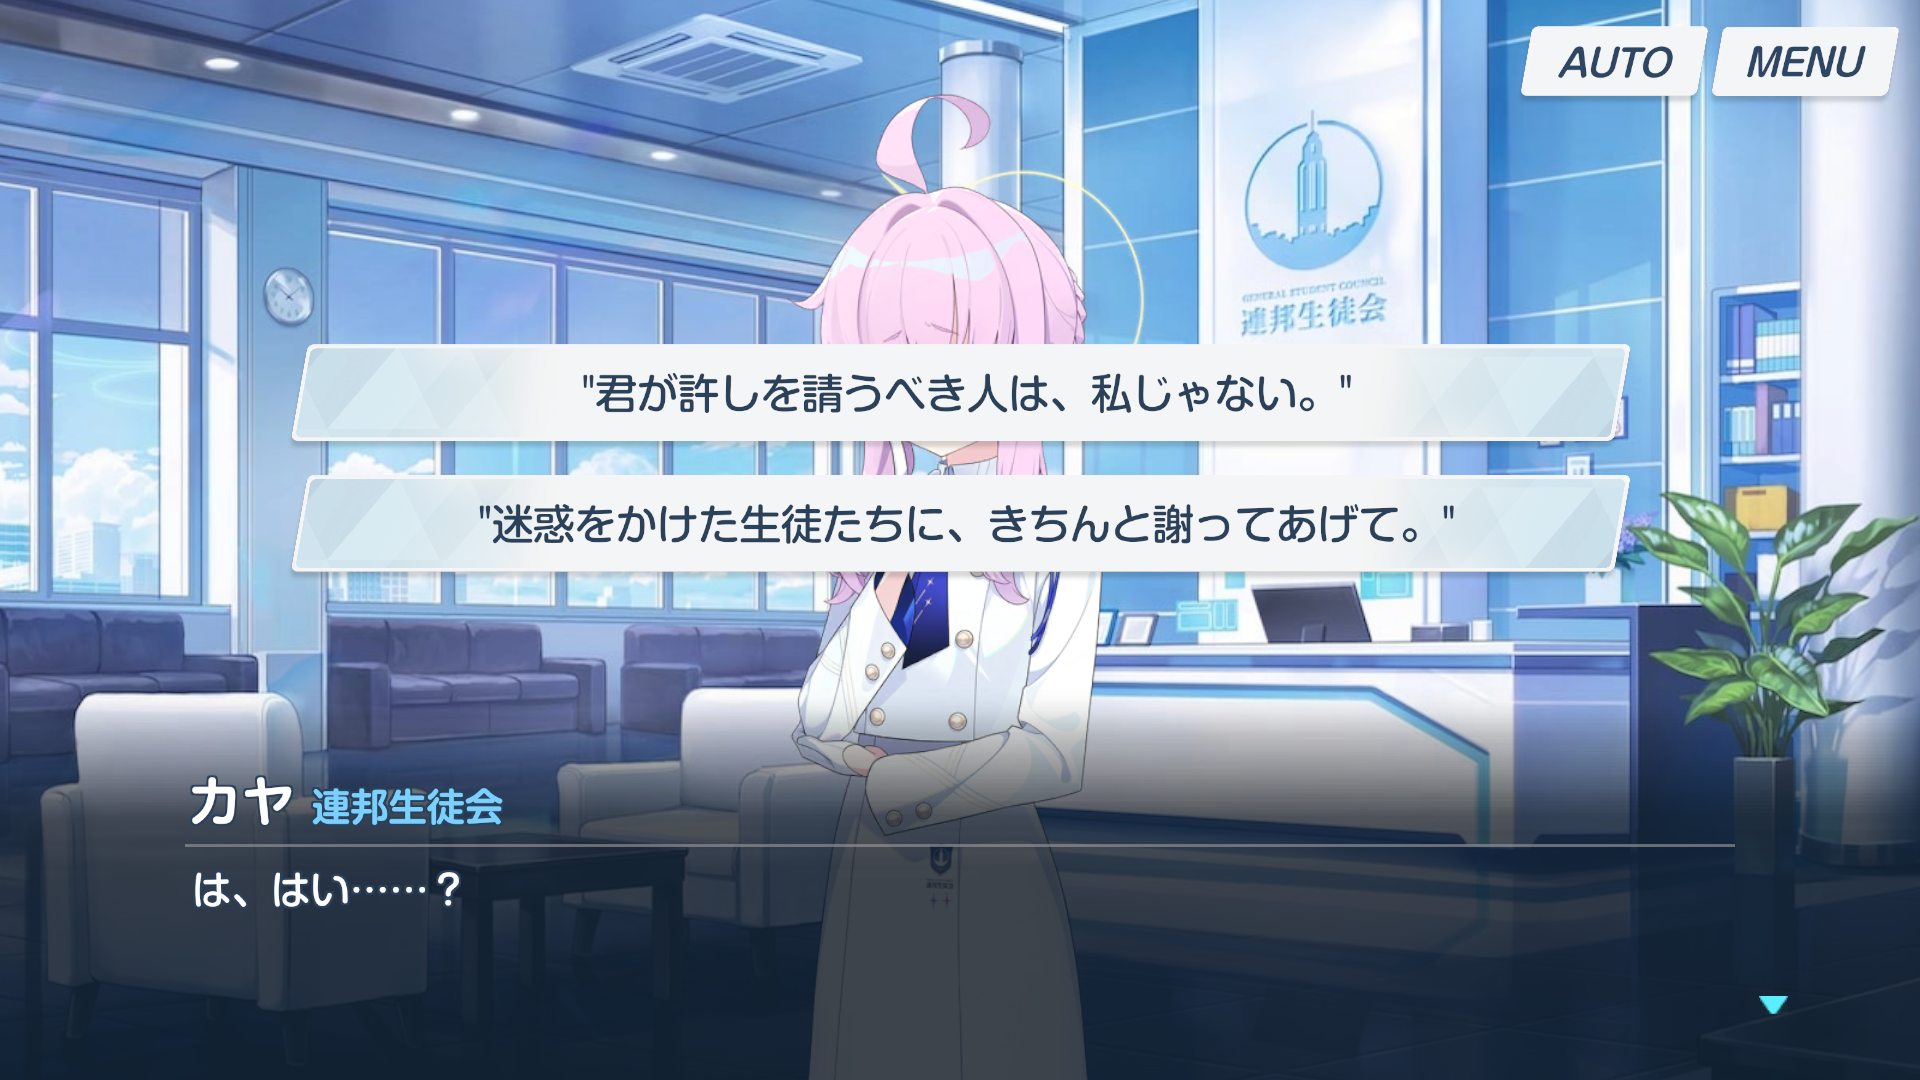 AUTO
MENU
GENERAL STUDENT COUNCIL
連邦生徒会
"君が許しを請うべき人は、私じゃない。"
"迷惑をかけた生徒たちに、きちんと謝ってあげて。"
カヤ 連邦生徒会
は、はい……？